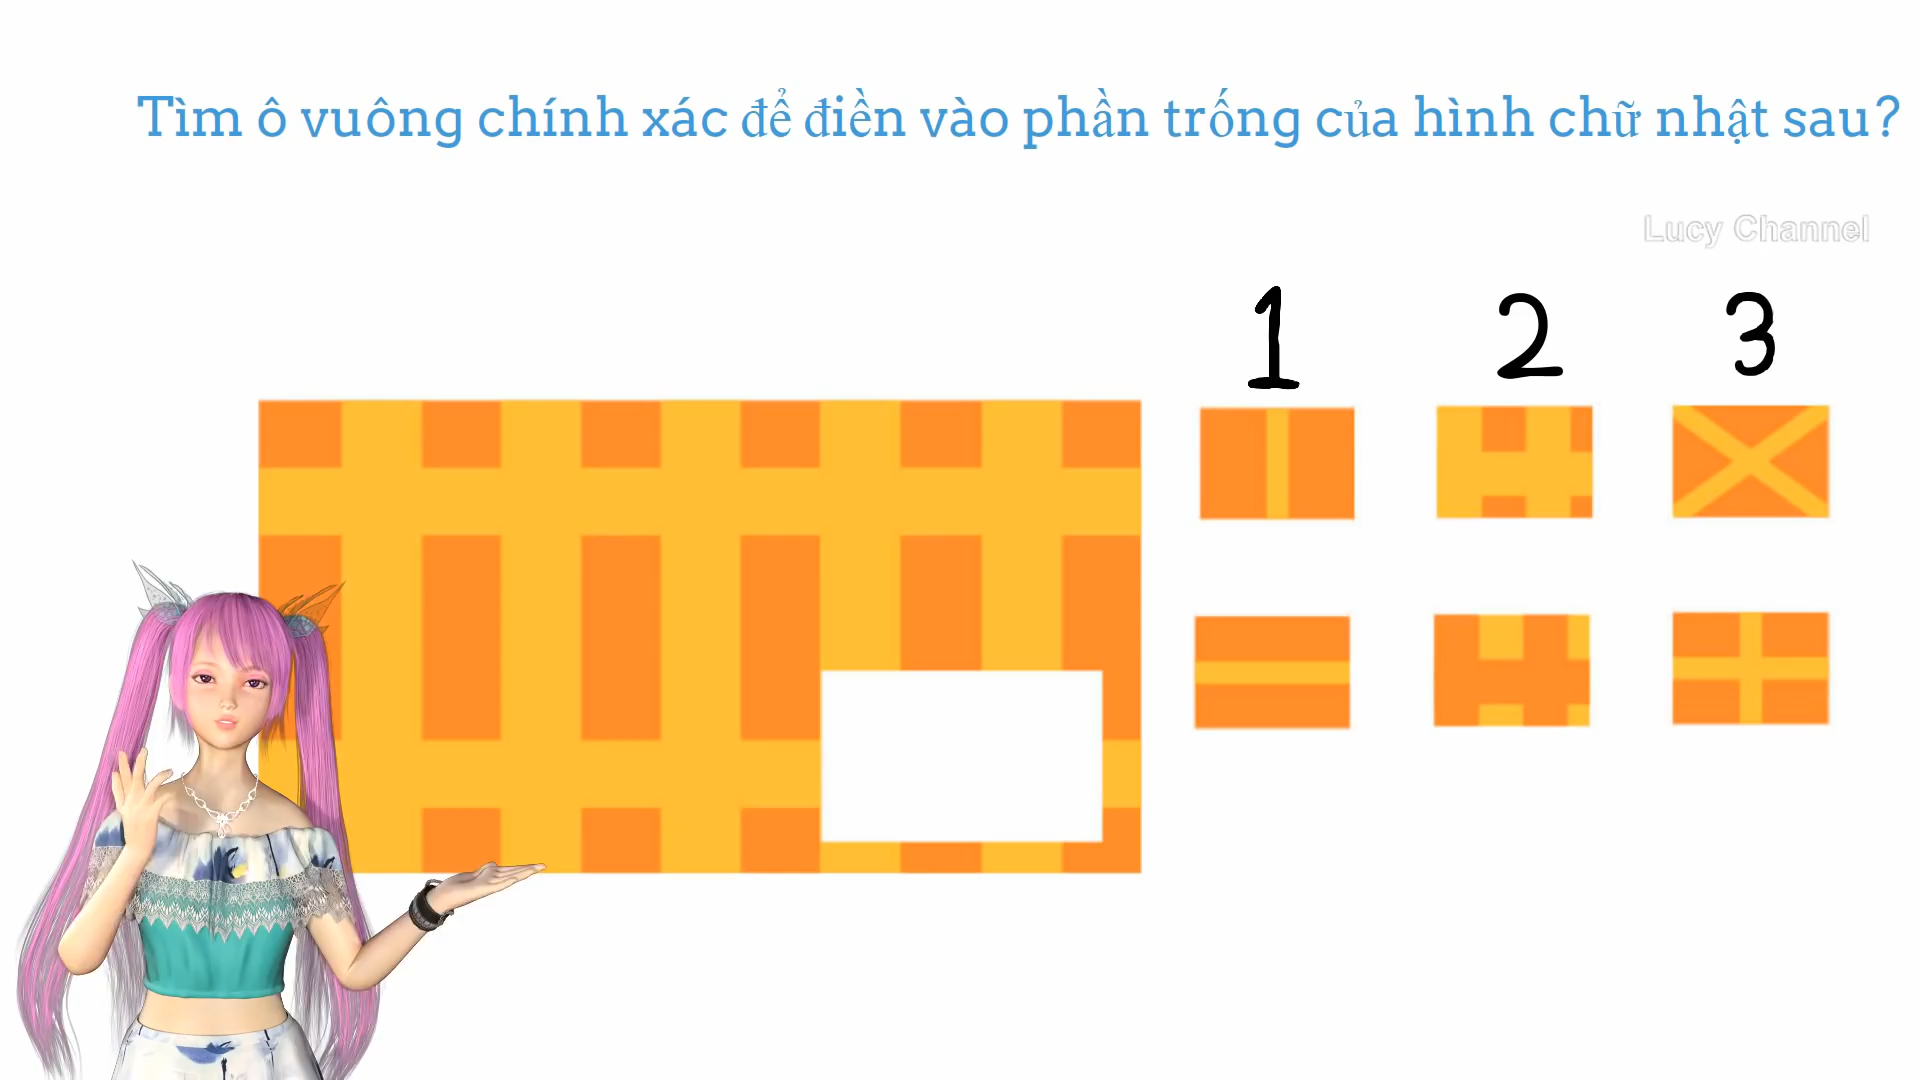 Tìm ô vuông chính xác để điền vào phần trống của hình chữ nhật sau?
Lucy Channel
1 2 3